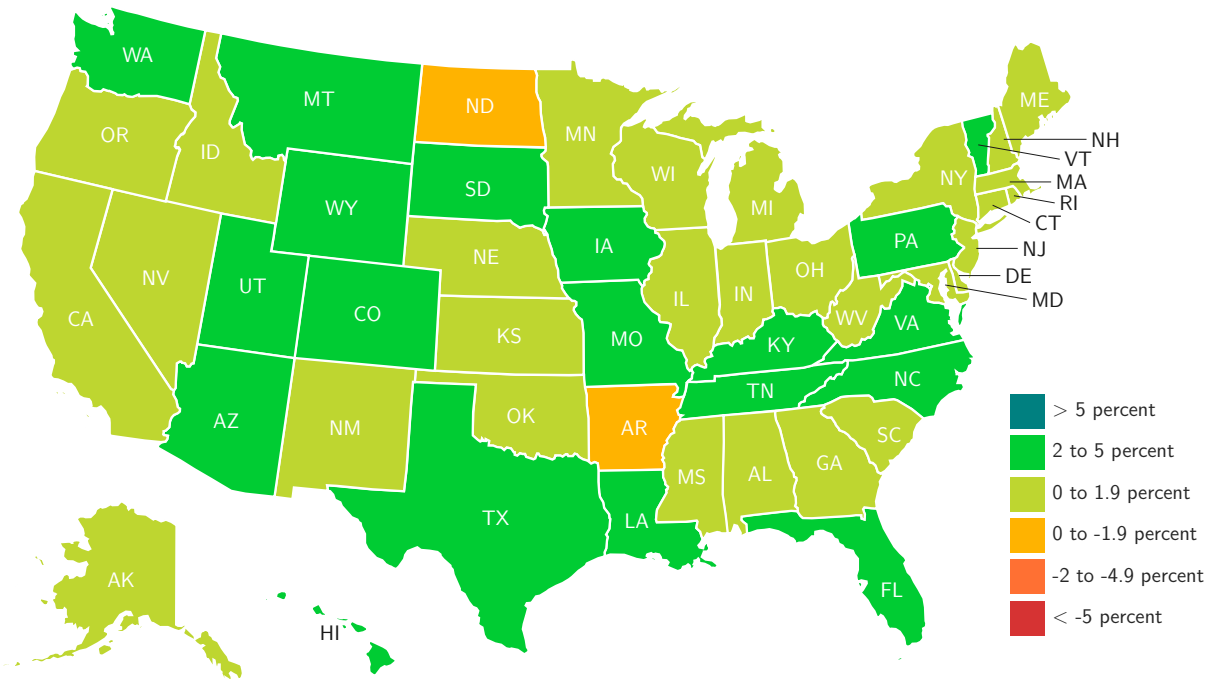 WA
MT
ND
ME
OR
MN
ID
NH
VT
WI
NY
SD
MA
RI
WY
MI
CT
PA
IA
NJ
NE
OH
NV
DE
UT
IN
IL
MD
CO
CA
WV
VA
KS
MO
KY
NC
TN
> 5 percent
OK
AZ
NM
AR
SC
2 to 5 percent
GA
AL
MS
0 to 1.9 percent
TX
LA
0 to -1.9 percent
AK
-2 to -4.9 percent
FL
< -5 percent
HI